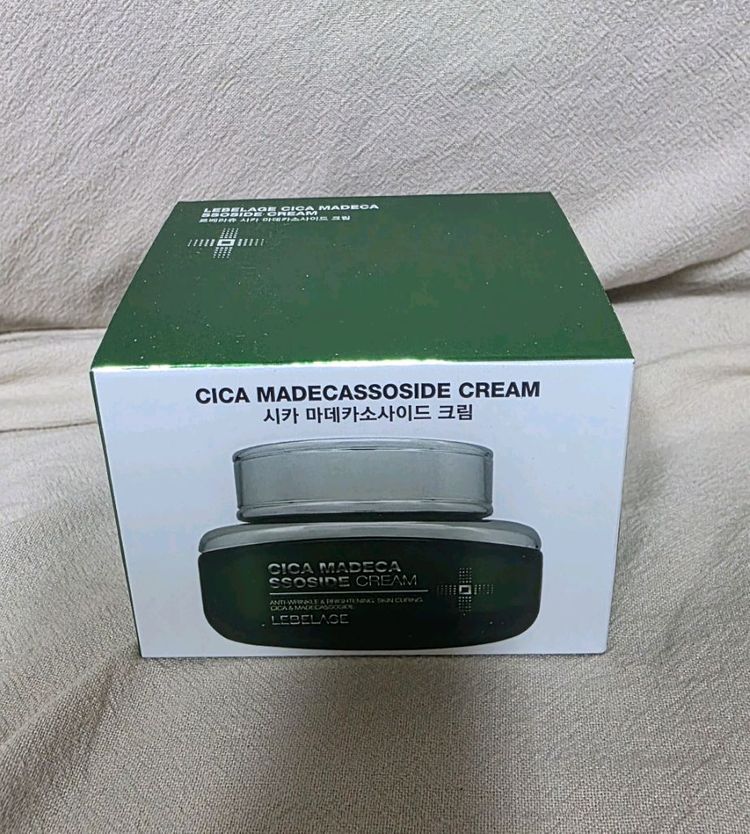 LEBELAGE CICA MADECA
SSOSIDE CREAM
르베라쥬 시카 마데카소사이드 크림
CICA MADECASSOSIDE CREAM
시카 마데카소사이드 크림
CICA MADECA
SSOSIDE CREAM
ANTI-WRINKLE & BRIGHTENING, SKIN CURING,
CICA & MADECASSOSIDE
LEBELAGE